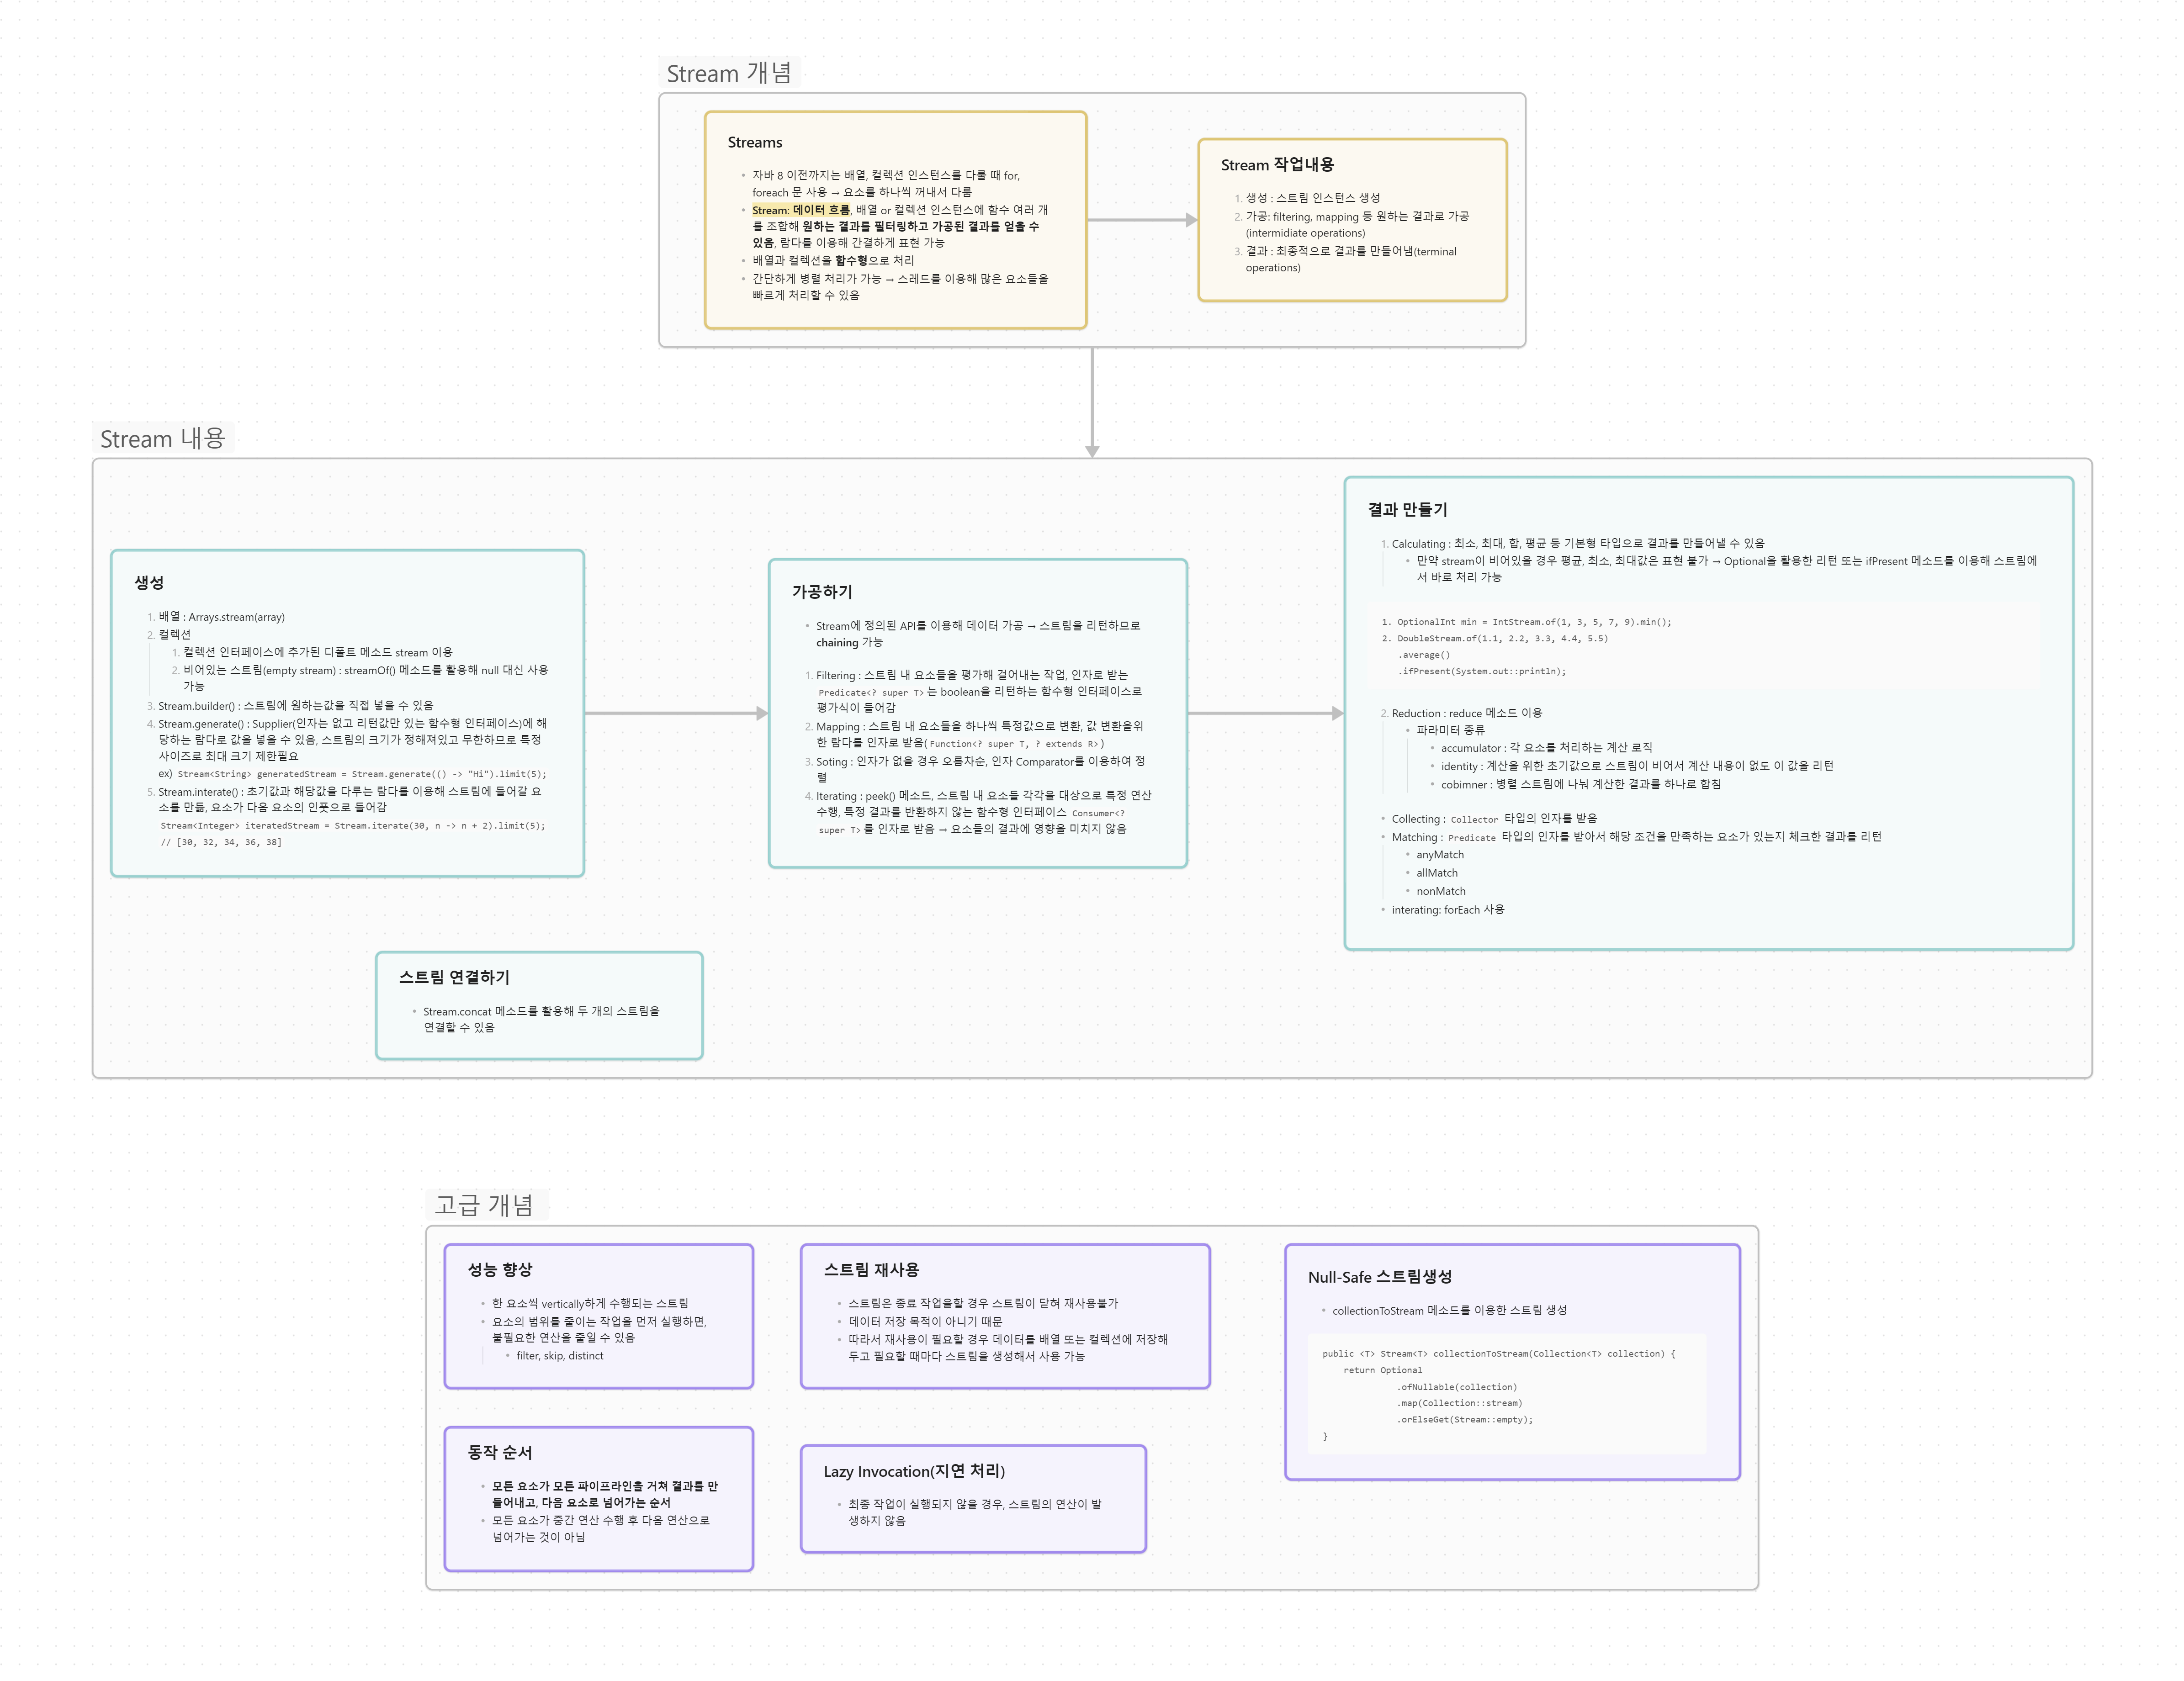 Stream 개념
Streams
• 자바 8 이전까지는 배열, 컬렉션 인스턴스를 다룰 때 for,
foreach 문 사용 → 요소를 하나씩 꺼내서 다룸
• Stream: 데이터 흐름, 배열 or 컬렉션 인스턴스에 함수 여러 개
를 조합해 원하는 결과를 필터링하고 가공된 결과를 얻을 수
있음, 람다를 이용해 간결하게 표현 가능
• 배열과 컬렉션을 함수형으로 처리
• 간단하게 병렬 처리가 가능 → 스레드를 이용해 많은 요소들을
빠르게 처리할 수 있음
Stream 작업내용
1. 생성 : 스트림 인스턴스 생성
2. 가공: filtering, mapping 등 원하는 결과로 가공
(intermidiate operations)
3. 결과 : 최종적으로 결과를 만들어냄(terminal
operations)
Stream 내용
생성
1. 배열 : Arrays.stream(array)
2. 컬렉션
1. 컬렉션 인터페이스에 추가된 디폴트 메소드 stream 이용
2. 비어있는 스트림(empty stream) : streamOf() 메소드를 활용해 null 대신 사용
가능
3. Stream.builder() : 스트림에 원하는값을 직접 넣을 수 있음
4. Stream.generate() : Supplier(인자는 없고 리턴값만 있는 함수형 인터페이스)에 해
당하는 람다로 값을 넣을 수 있음, 스트림의 크기가 정해져있고 무한하므로 특정
사이즈로 최대 크기 제한필요
ex) Stream<String> generatedStream = Stream.generate(() -> "Hi").limit(5);
5. Stream.interate() : 초기값과 해당값을 다루는 람다를 이용해 스트림에 들어갈 요
소를 만듦, 요소가 다음 요소의 인풋으로 들어감
Stream<Integer> iteratedStream = Stream.iterate(30, n -> n + 2).limit(5);
// [30, 32, 34, 36, 38]
가공하기
• Stream에 정의된 API를 이용해 데이터 가공 → 스트림을 리턴하므로
chaining 가능
1. Filtering : 스트림 내 요소들을 평가해 걸어내는 작업, 인자로 받는
Predicate<? super T> 는 boolean을 리턴하는 함수형 인터페이스로
평가식이 들어감
2. Mapping : 스트림 내 요소들을 하나씩 특정값으로 변환, 값 변환을위
한 람다를 인자로 받음( Function<? super T, ? extends R> )
3. Soting : 인자가 없을 경우 오름차순, 인자 Comparator를 이용하여 정
렬
4. Iterating : peek() 메소드, 스트림 내 요소들 각각을 대상으로 특정 연산
수행, 특정 결과를 반환하지 않는 함수형 인터페이스 Consumer<?
super T> 를 인자로 받음 → 요소들의 결과에 영향을 미치지 않음
결과 만들기
1. Calculating : 최소, 최대, 합, 평균 등 기본형 타입으로 결과를 만들어낼 수 있음
• 만약 stream이 비어있을 경우 평균, 최소, 최대값은 표현 불가 → Optional을 활용한 리턴 또는 ifPresent 메소드를 이용해 스트림에
서 바로 처리 가능
1. OptionalInt min = IntStream.of(1, 3, 5, 7, 9).min();
2. DoubleStream.of(1.1, 2.2, 3.3, 4.4, 5.5)
.average()
.ifPresent(System.out::println);
2. Reduction : reduce 메소드 이용
• 파라미터 종류
• accumulator : 각 요소를 처리하는 계산 로직
• identity : 계산을 위한 초기값으로 스트림이 비어서 계산 내용이 없도 이 값을 리턴
• cobimner : 병렬 스트림에 나눠 계산한 결과를 하나로 합침
• Collecting : Collector 타입의 인자를 받음
• Matching : Predicate 타입의 인자를 받아서 해당 조건을 만족하는 요소가 있는지 체크한 결과를 리턴
• anyMatch
• allMatch
• nonMatch
• interating: forEach 사용
스트림 연결하기
• Stream.concat 메소드를 활용해 두 개의 스트림을
연결할 수 있음
고급 개념
성능 향상
• 한 요소씩 vertically하게 수행되는 스트림
• 요소의 범위를 줄이는 작업을 먼저 실행하면,
불필요한 연산을 줄일 수 있음
• filter, skip, distinct
스트림 재사용
• 스트림은 종료 작업을할 경우 스트림이 닫혀 재사용불가
• 데이터 저장 목적이 아니기 때문
• 따라서 재사용이 필요할 경우 데이터를 배열 또는 컬렉션에 저장해
두고 필요할 때마다 스트림을 생성해서 사용 가능
Null-Safe 스트림생성
• collectionToStream 메소드를 이용한 스트림 생성
public <T> Stream<T> collectionToStream(Collection<T> collection) {
return Optional
.ofNullable(collection)
.map(Collection::stream)
.orElseGet(Stream::empty);
}
동작 순서
• 모든 요소가 모든 파이프라인을 거쳐 결과를 만
들어내고, 다음 요소로 넘어가는 순서
• 모든 요소가 중간 연산 수행 후 다음 연산으로
넘어가는 것이 아님
Lazy Invocation(지연 처리)
• 최종 작업이 실행되지 않을 경우, 스트림의 연산이 발
생하지 않음